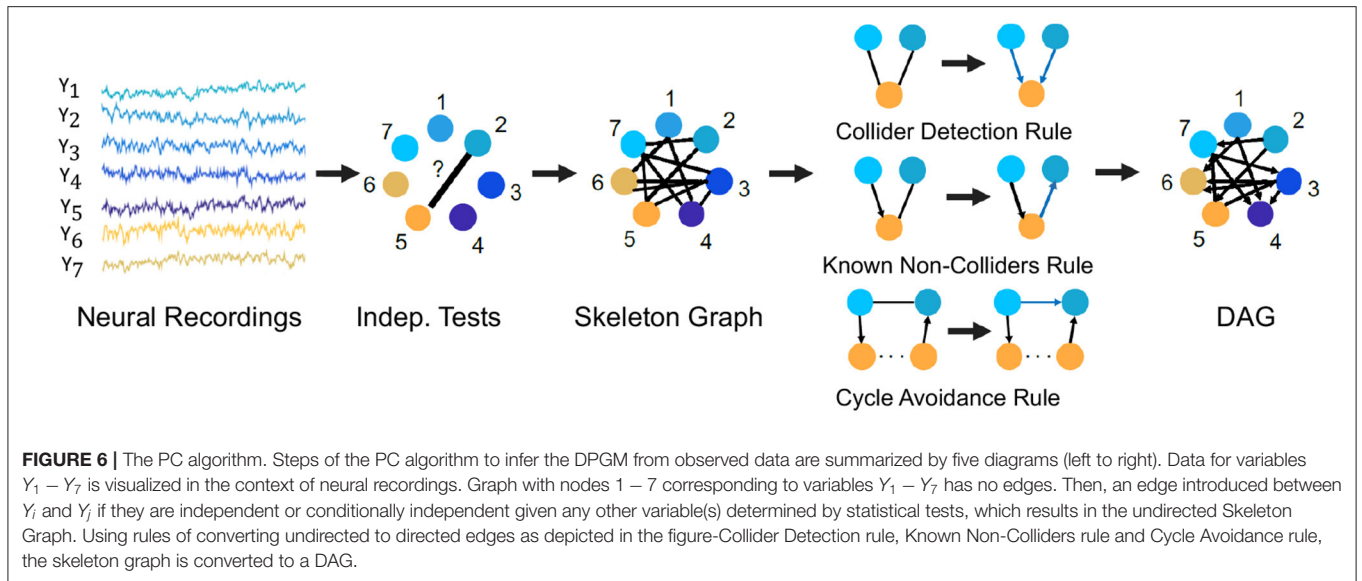 Y1
Y2
Y3
Y4
Y5
Y6
Y7
Neural Recordings
1
2
3
4
5
6
7
?
Indep. Tests
1
2
3
4
5
6
7
Skeleton Graph
Collider Detection Rule
Known Non-Colliders Rule
Cycle Avoidance Rule
1
2
3
4
5
6
7
DAG
FIGURE 6 | The PC algorithm. Steps of the PC algorithm to infer the DPGM from observed data are summarized by five diagrams (left to right). Data for variables
Y1 − Y7 is visualized in the context of neural recordings. Graph with nodes 1 − 7 corresponding to variables Y1 − Y7 has no edges. Then, an edge introduced between
Yi and Yj if they are independent or conditionally independent given any other variable(s) determined by statistical tests, which results in the undirected Skeleton
Graph. Using rules of converting undirected to directed edges as depicted in the figure-Collider Detection rule, Known Non-Colliders rule and Cycle Avoidance rule,
the skeleton graph is converted to a DAG.